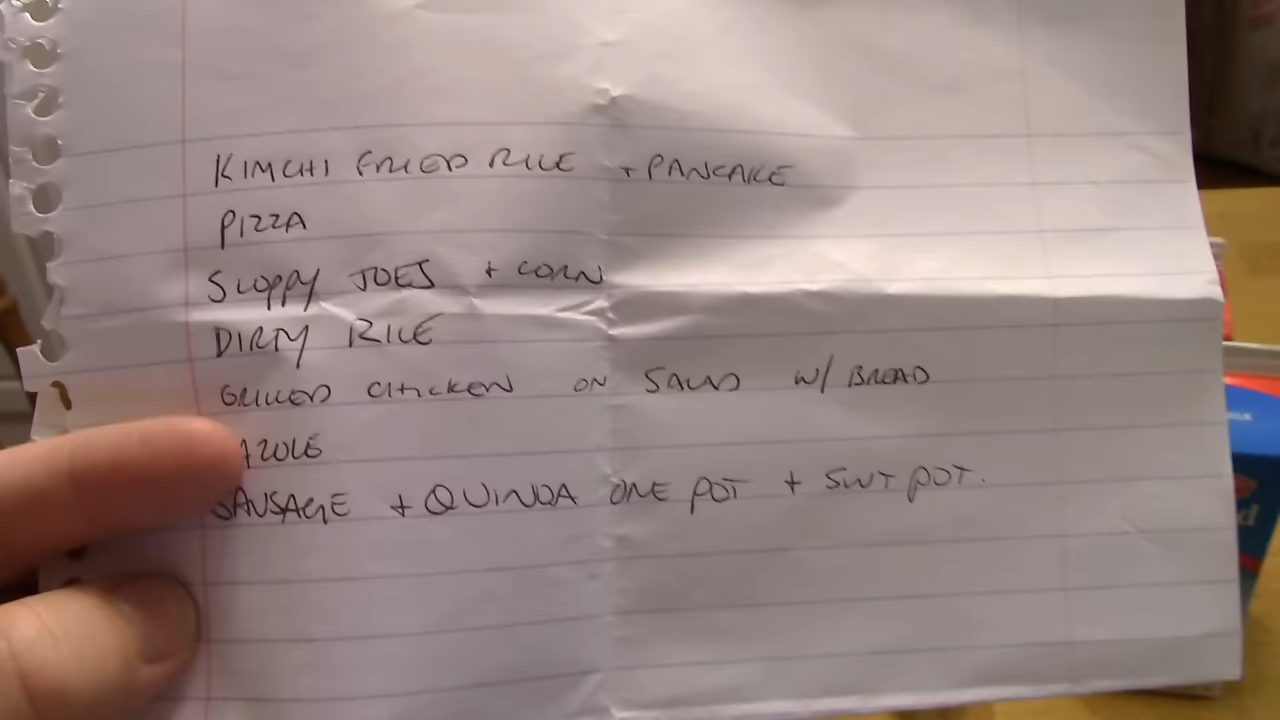 KIMCHI FRIED RICE + PANCAKE
PIZZA
SLOPPY JOES + CORN
DIRTY RICE
GRILLED CHICKEN ON SALAD W/ BREAD
SAUSAGE + QUINOA ONE POT + SWT POT.